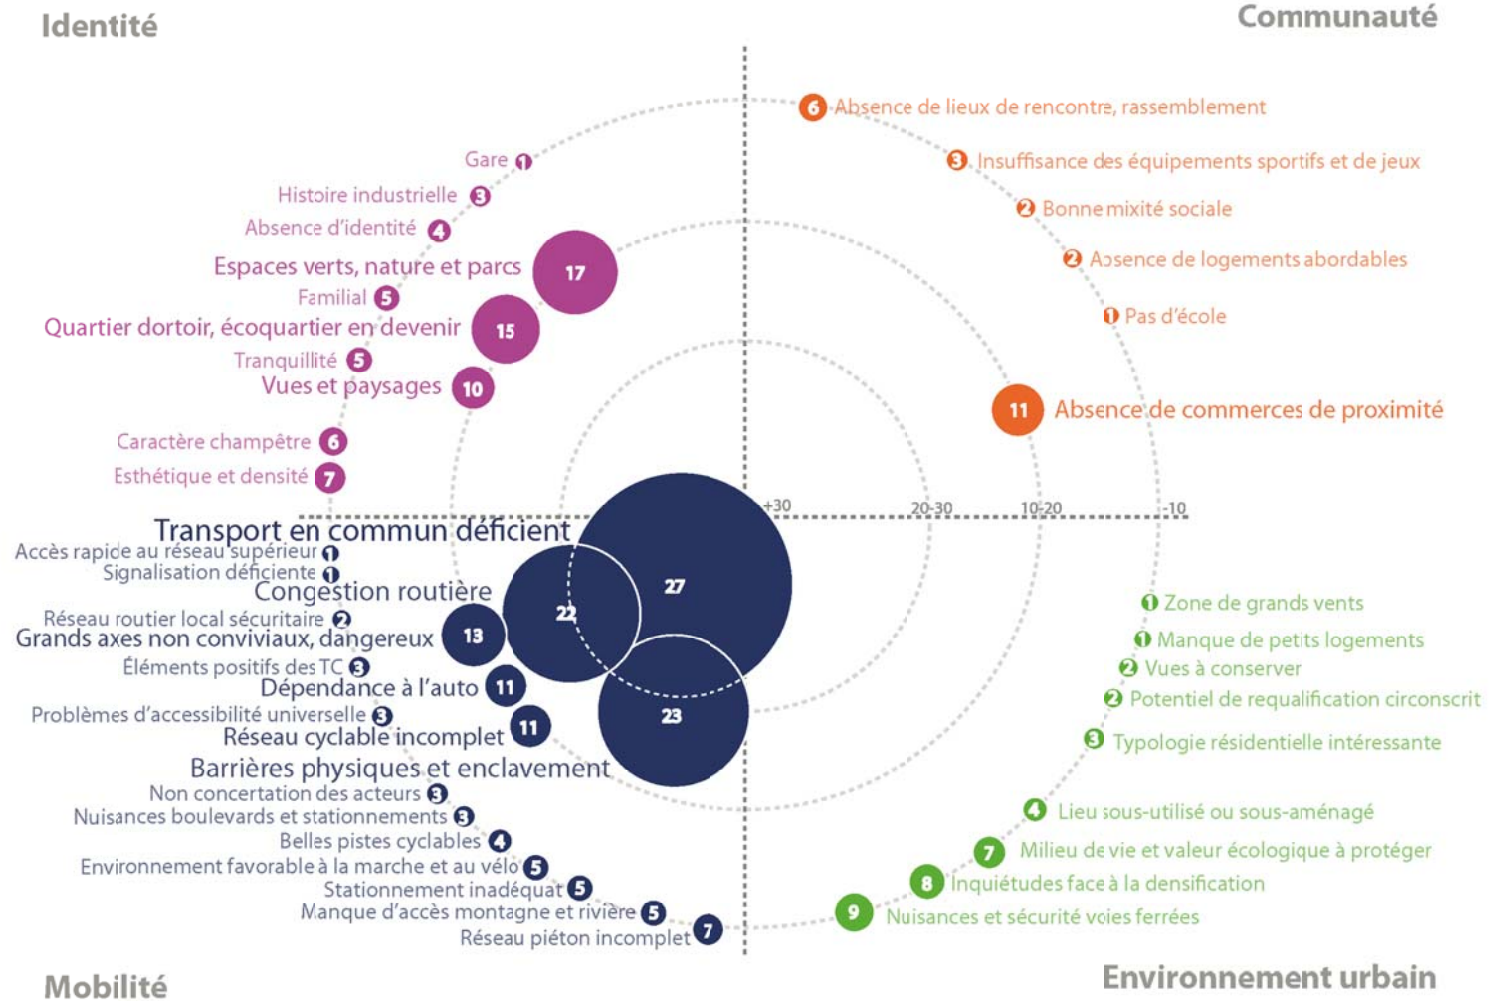 Identité
Communauté
6 Absence de lieux de rencontre, rassemblement
Gare 1
3 Insuffisance des équipements sportifs et de jeux
Histoire industrielle 3
2 Bonne mixité sociale
Absence d'identité 4
2 Absence de logements abordables
Espaces verts, nature et parcs 17
Familial 5
1 Pas d'école
Quartier dortoir, écoquartier en devenir 15
Tranquillité 5
Vues et paysages 10
11 Absence de commerces de proximité
Caractère champêtre 6
Esthétique et densité 7
+30 20-30 10-20 -10
Transport en commun déficient
27
Accès rapide au réseau supérieur 1
Signalisation déficiente 1
Congestion routière
22
1 Zone de grands vents
Réseau routier local sécuritaire 2
Grands axes non conviviaux, dangereux 13
1 Manque de petits logements
Éléments positifs des TC 3
2 Vues à conserver
Dépendance à l'auto 11
2 Potentiel de requalification circonscrit
Problèmes d'accessibilité universelle 3
23
Réseau cyclable incomplet 11
3 Typologie résidentielle intéressante
Barrières physiques et enclavement
Non concertation des acteurs 3
Nuisances boulevards et stationnements 3
4 Lieu sous-utilisé ou sous-aménagé
Belles pistes cyclables 4
7 Milieu de vie et valeur écologique à protéger
Environnement favorable à la marche et au vélo 5
Stationnement inadéquat 5
8 Inquiétudes face à la densification
Manque d'accès montagne et rivière 5
9 Nuisances et sécurité voies ferrées
Réseau piéton incomplet 7
Mobilité
Environnement urbain